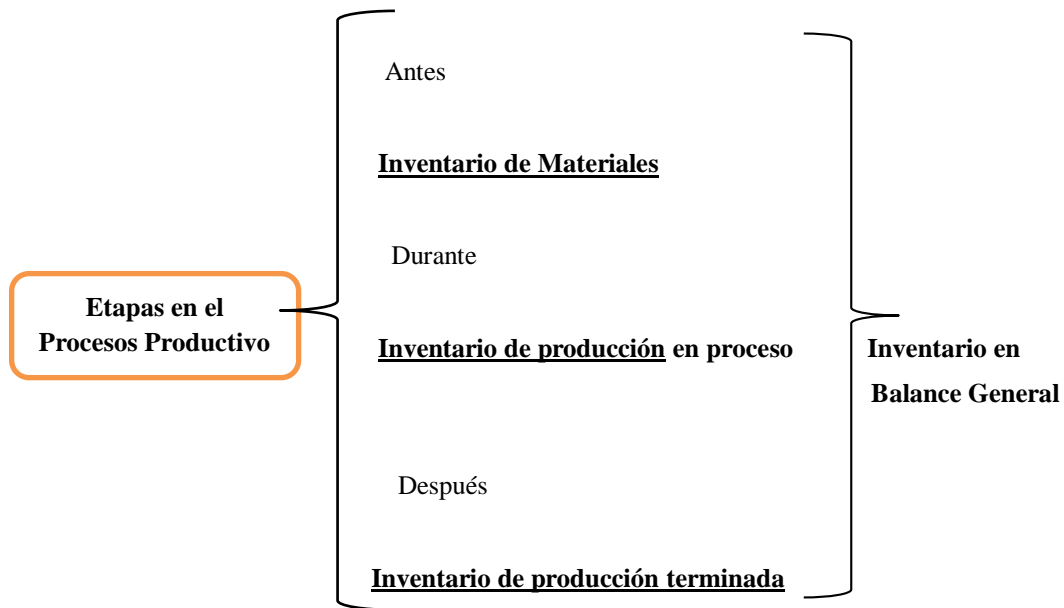 Etapas en el
Procesos Productivo
Antes
Inventario de Materiales
Durante
Inventario de producción en proceso
Después
Inventario de producción terminada
Inventario en
Balance General